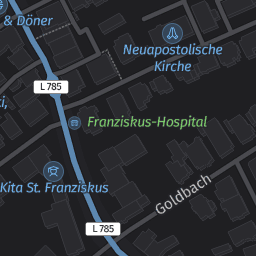 & Döner
Neuapostolische
Kirche
L 785
Franziskus-Hospital
Kita St. Franziskus
Goldbach
L 785